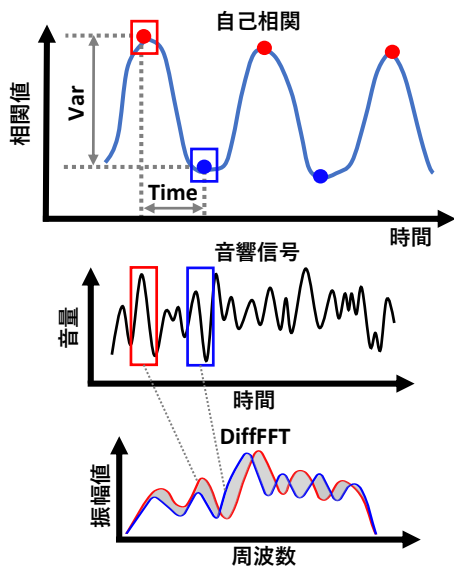 自己相関
相関値
Var
Time
時間
音響信号
音量
時間
DiffFFT
振幅値
周波数